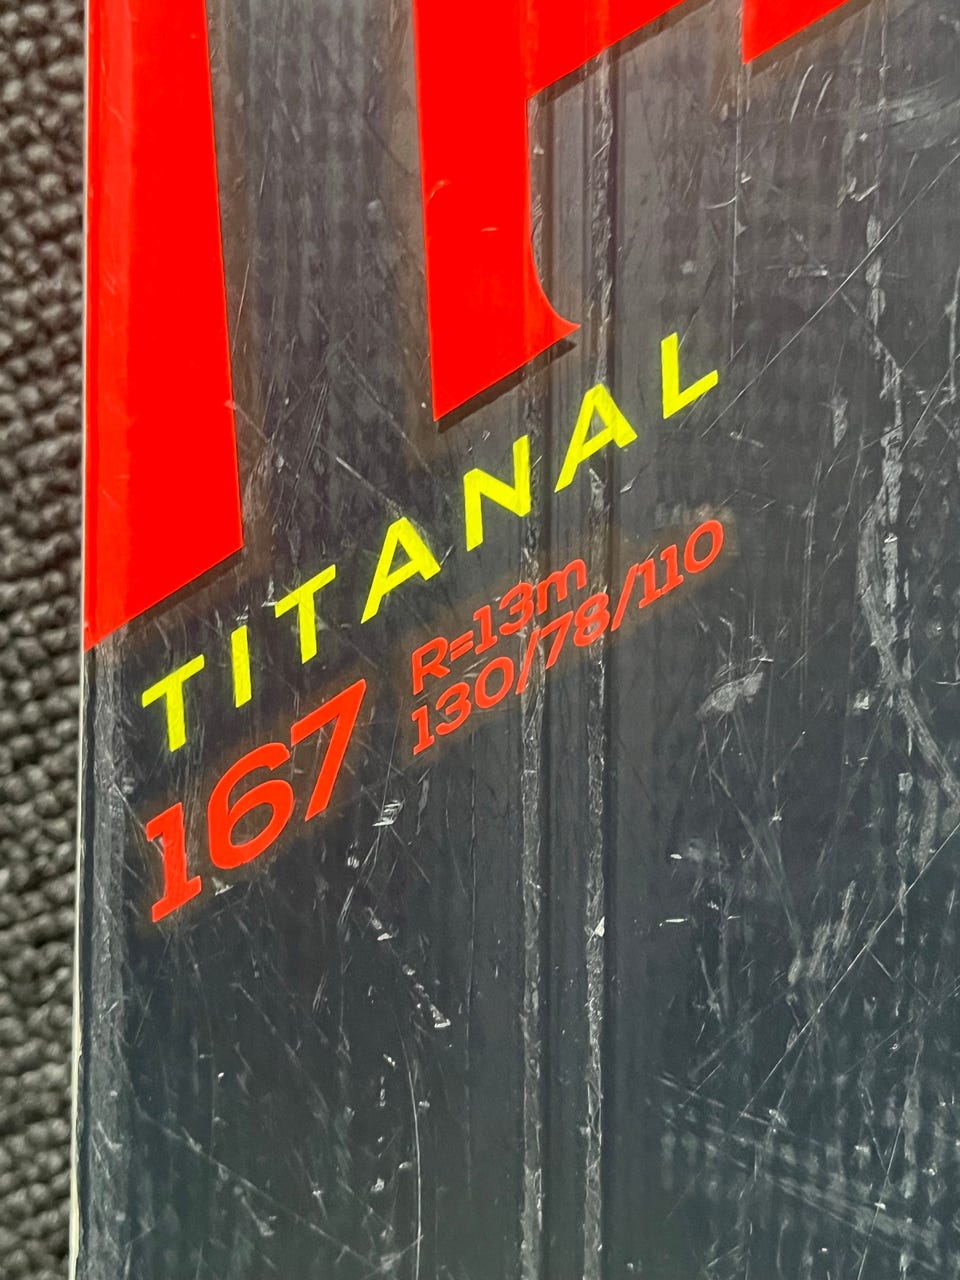 TITANAL
167
R=13m
130/78/110